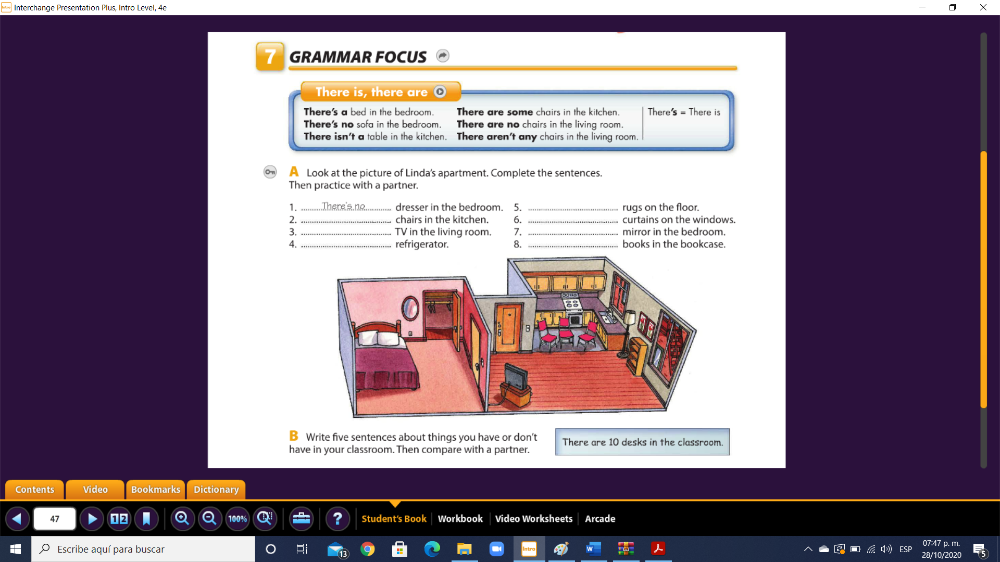 Interchange Presentation Plus, Intro Level, 4e
7 GRAMMAR FOCUS
There is, there are
There's a bed in the bedroom. There are some chairs in the kitchen. There's = There is
There's no sofa in the bedroom. There are no chairs in the living room.
There isn't a table in the kitchen. There aren't any chairs in the living room.
A Look at the picture of Linda's apartment. Complete the sentences.
Then practice with a partner.
1. There's no dresser in the bedroom.
2. chairs in the kitchen.
3. TV in the living room.
4. refrigerator.
5. rugs on the floor.
6. curtains on the windows.
7. mirror in the bedroom.
8. books in the bookcase.
B Write five sentences about things you have or don't
have in your classroom. Then compare with a partner.
There are 10 desks in the classroom.
Contents Video Bookmarks Dictionary
47 12 100% ? Student's Book Workbook Video Worksheets Arcade
Escribe aquí para buscar 13 Intro ESP 07:47 p. m.
28/10/2020 5